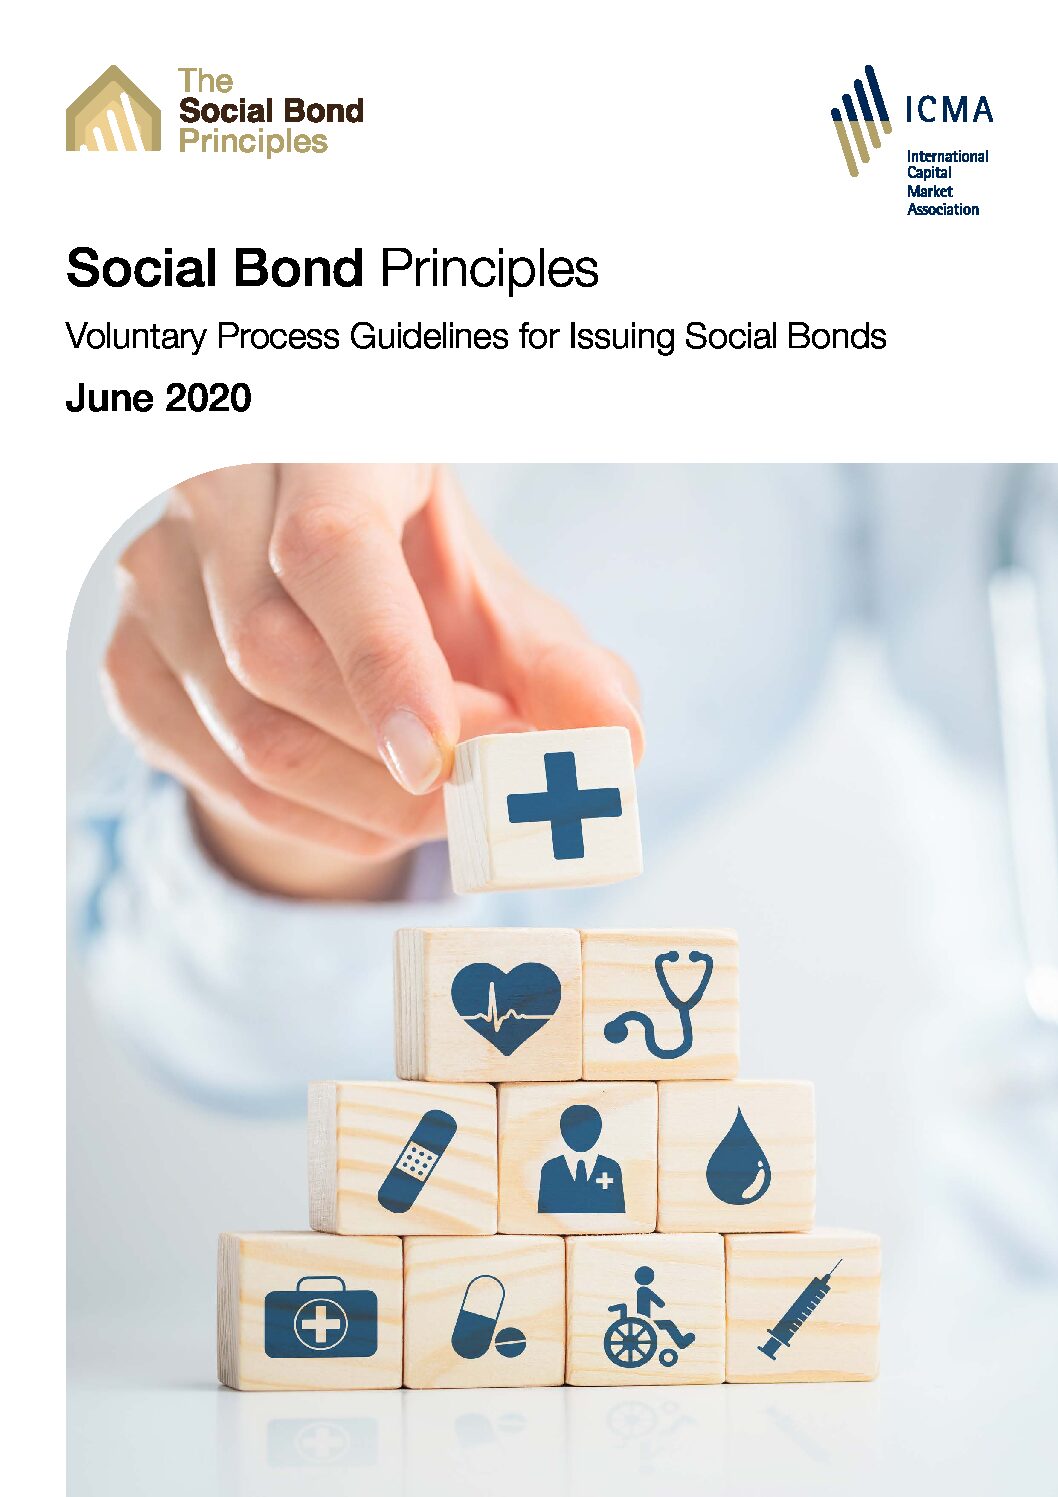 The
Social Bond
Principles
ICMA
International
Capital
Market
Association
Social Bond Principles
Voluntary Process Guidelines for Issuing Social Bonds
June 2020